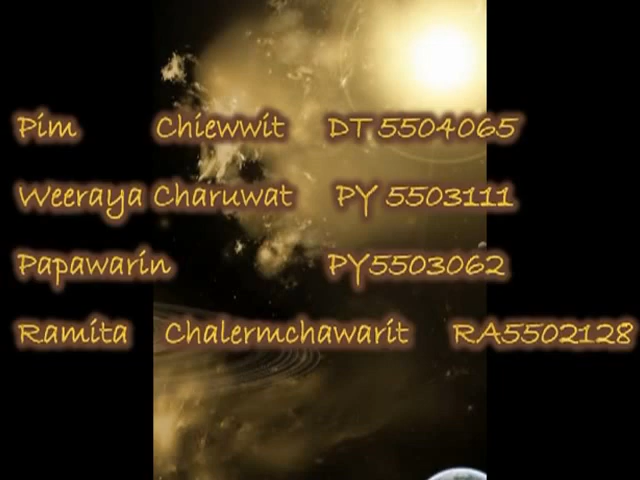 Pim Chiewwit DT 5504065
Weeraya Charuwat PY 5503111
Papawarin PY5503062
Ramita Chalermchawarit RA5502128